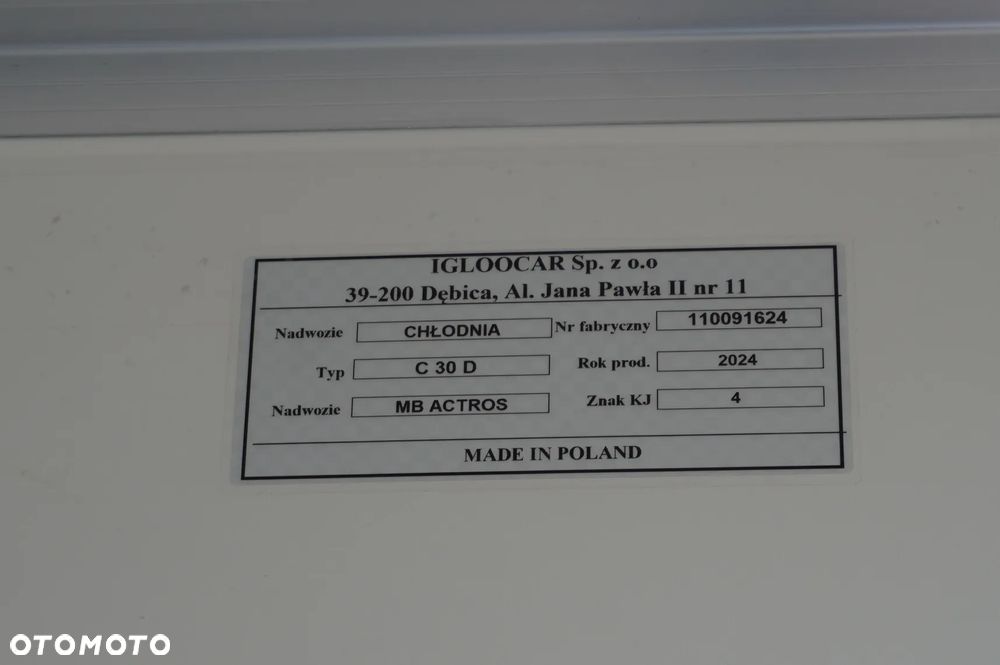 IGLOOCAR Sp. z o.o
39-200 Dębica, Al. Jana Pawła II nr 11
Nadwozie CHŁODNIA Nr fabryczny 110091624
Typ C 30 D Rok prod. 2024
Nadwozie MB ACTROS Znak KJ 4
MADE IN POLAND
OTOMOTO